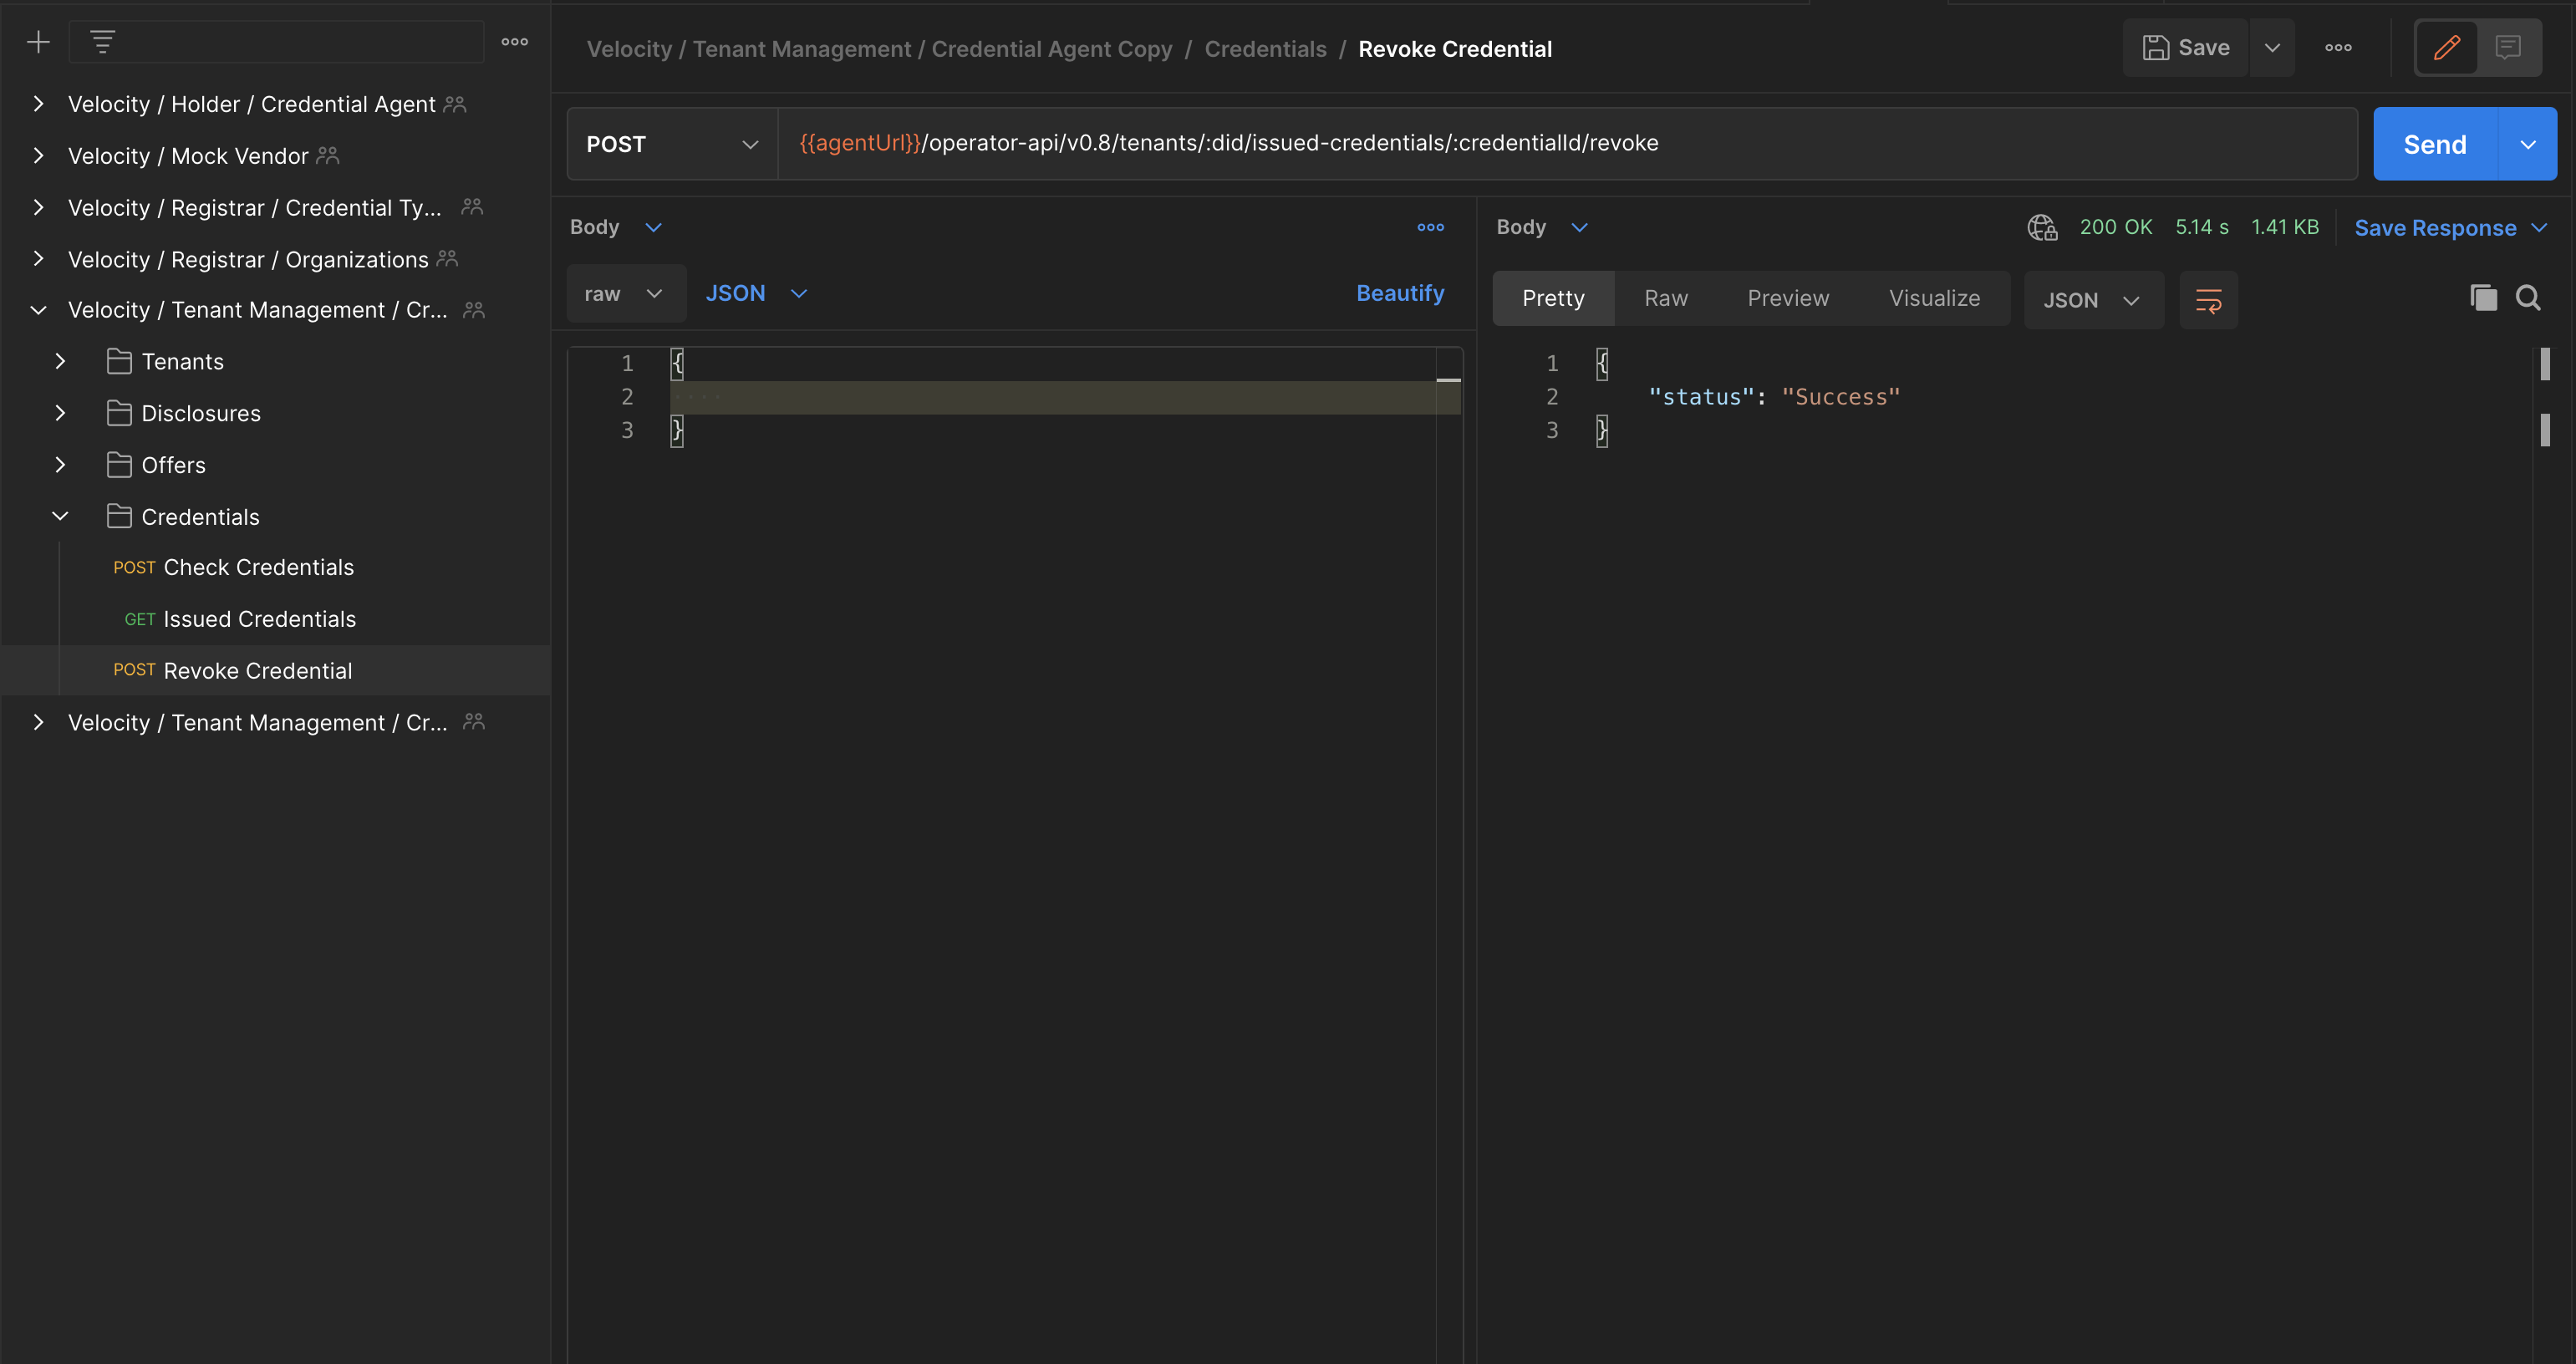 Velocity / Holder / Credential Agent
Velocity / Mock Vendor
Velocity / Registrar / Credential Ty...
Velocity / Registrar / Organizations
Velocity / Tenant Management / Cr...
Tenants
Disclosures
Offers
Credentials
POST Check Credentials
GET Issued Credentials
POST Revoke Credential
Velocity / Tenant Management / Cr...
Velocity / Tenant Management / Credential Agent Copy / Credentials / Revoke Credential
Save
POST
{{agentUrl}}/operator-api/v0.8/tenants/:did/issued-credentials/:credentialId/revoke
Send
Body
raw JSON Beautify
1 {
2
3 }
Body 200 OK 5.14 s 1.41 KB Save Response
Pretty Raw Preview Visualize JSON
1 {
2 "status": "Success"
3 }